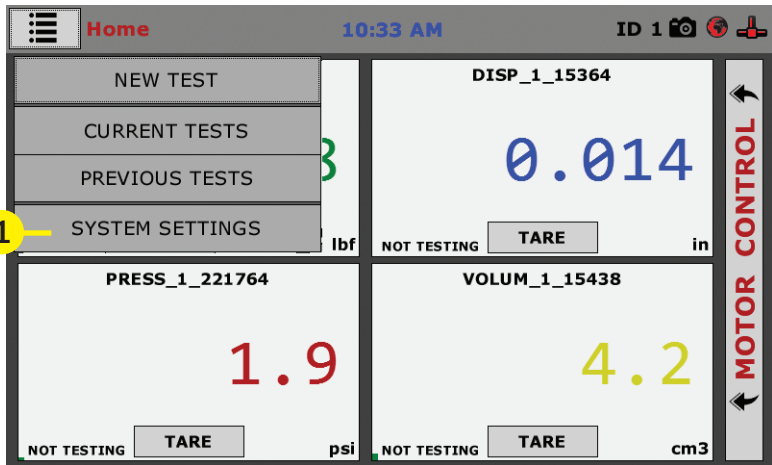 Home 10:33 AM ID 1
NEW TEST
CURRENT TESTS
PREVIOUS TESTS
1 SYSTEM SETTINGS
lbf
DISP_1_15364
0.014
NOT TESTING TARE in
PRESS_1_221764
1.9
NOT TESTING TARE psi
VOLUM_1_15438
4.2
NOT TESTING TARE cm3
MOTOR CONTROL